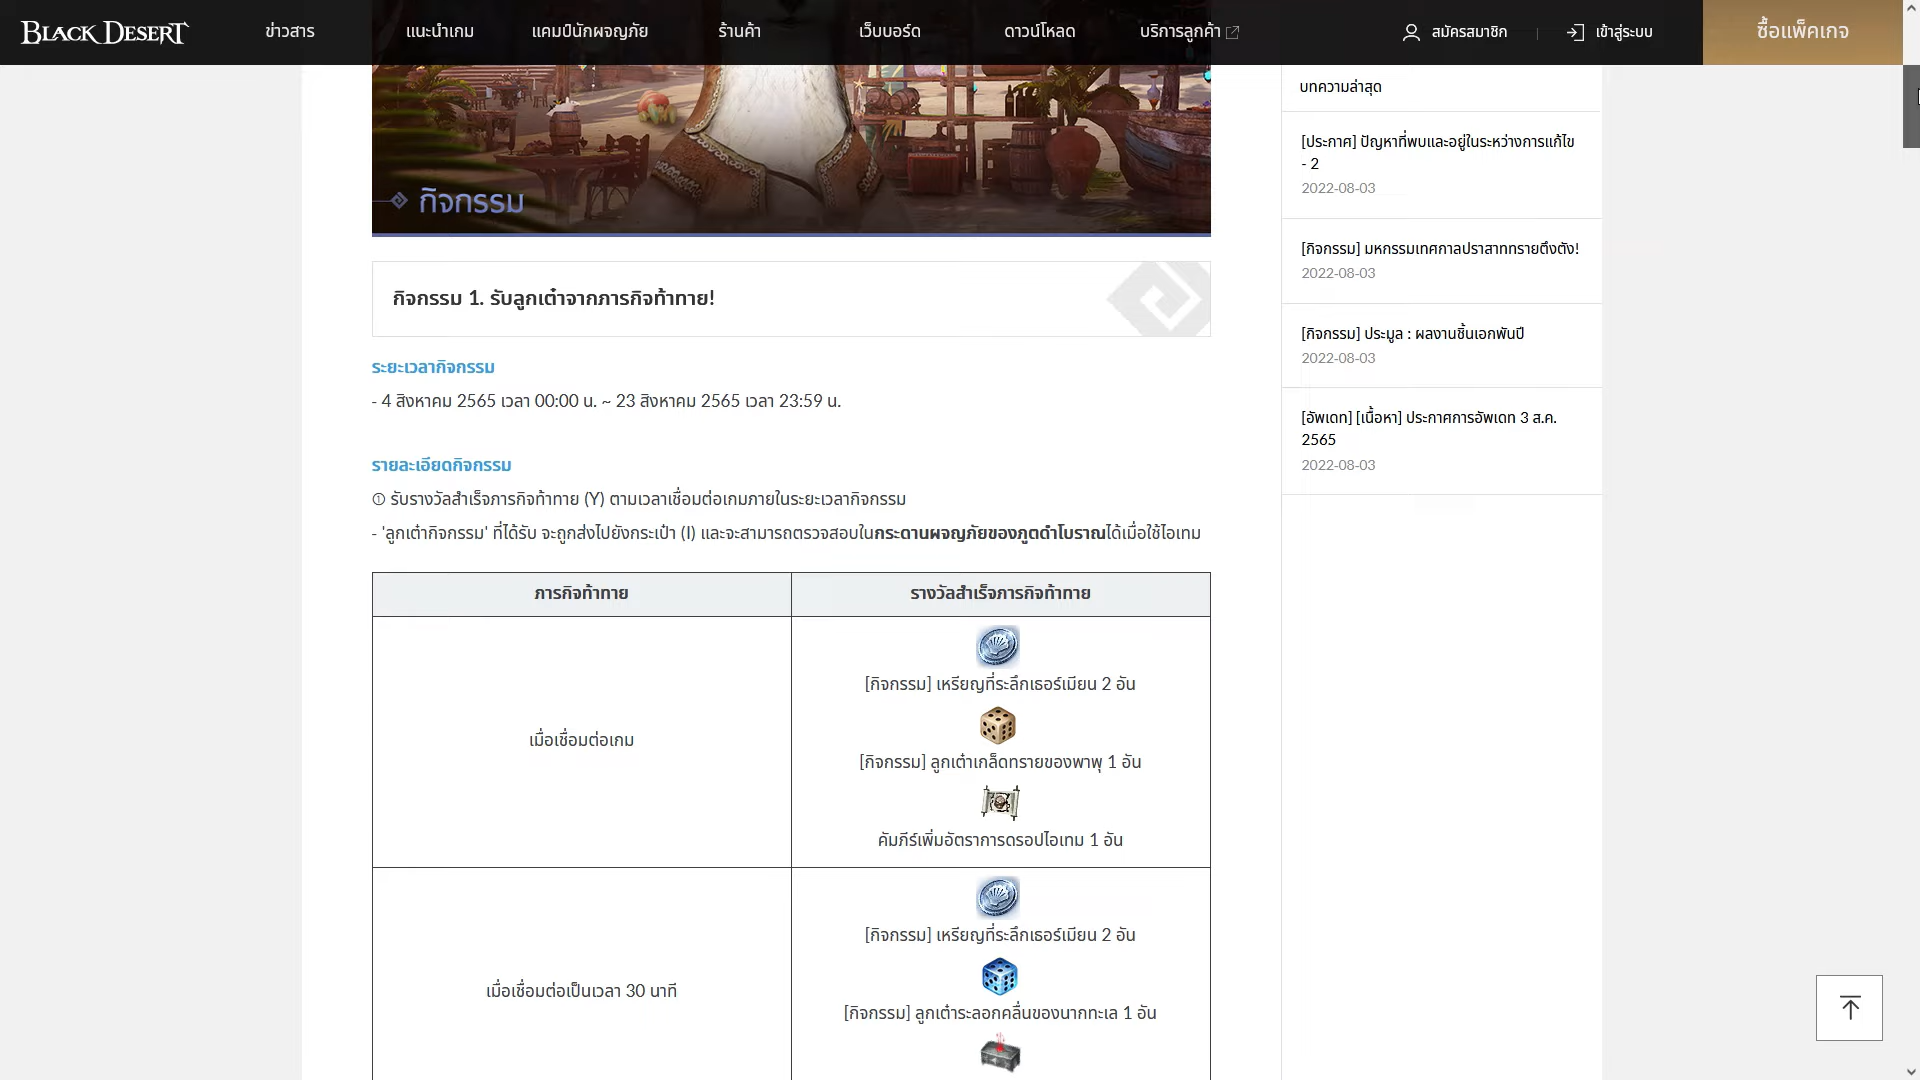 BLACK DESERT
ข่าวสาร
แนะนำเกม
แคมป์นักผจญภัย
ร้านค้า
เว็บบอร์ด
ดาวน์โหลด
บริการลูกค้า
สมัครสมาชิก
เข้าสู่ระบบ
ซื้อแพ็คเกจ
กิจกรรม
กิจกรรม 1. รับลูกเต๋าจากภารกิจท้าทาย!
ระยะเวลากิจกรรม
- 4 สิงหาคม 2565 เวลา 00:00 น. ~ 23 สิงหาคม 2565 เวลา 23:59 น.
รายละเอียดกิจกรรม
① รับรางวัลสำเร็จภารกิจท้าทาย (Y) ตามเวลาเชื่อมต่อเกมภายในระยะเวลากิจกรรม
- 'ลูกเต๋ากิจกรรม' ที่ได้รับ จะถูกส่งไปยังกระเป๋า (I) และจะสามารถตรวจสอบในกระดานผจญภัยของภูตดำโบราณได้เมื่อใช้ไอเทม
ภารกิจท้าทาย
รางวัลสำเร็จภารกิจท้าทาย
เมื่อเชื่อมต่อเกม
[กิจกรรม] เหรียญที่ระลึกเธอร์เมียน 2 อัน
[กิจกรรม] ลูกเต๋าเกล็ดทรายของพาพุ 1 อัน
คัมภีร์เพิ่มอัตราการดรอปไอเทม 1 อัน
เมื่อเชื่อมต่อเป็นเวลา 30 นาที
[กิจกรรม] เหรียญที่ระลึกเธอร์เมียน 2 อัน
[กิจกรรม] ลูกเต๋าระลอกคลื่นของนากทะเล 1 อัน
บทความล่าสุด
[ประกาศ] ปัญหาที่พบและอยู่ในระหว่างการแก้ไข
- 2
2022-08-03
[กิจกรรม] มหกรรมเทศกาลปราสาททรายตึงตัง!
2022-08-03
[กิจกรรม] ประมูล : ผลงานชิ้นเอกพันปี
2022-08-03
[อัพเดท] [เนื้อหา] ประกาศการอัพเดท 3 ส.ค.
2565
2022-08-03